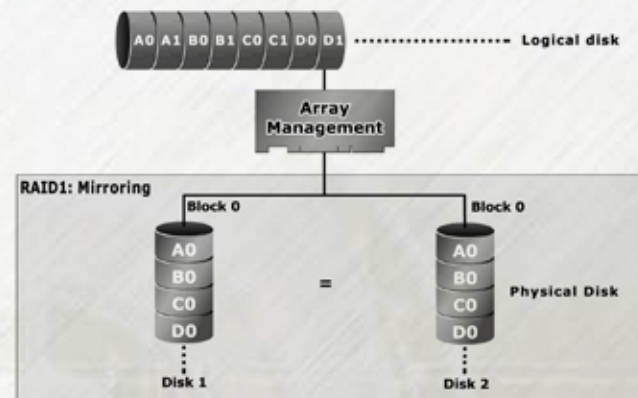 A0 A1 B0 B1 C0 C1 D0 D1
Logical disk
Array
Management
RAID1: Mirroring
Block 0
Block 0
A0
B0
C0
D0
=
A0
B0
C0
D0
Physical Disk
Disk 1
Disk 2